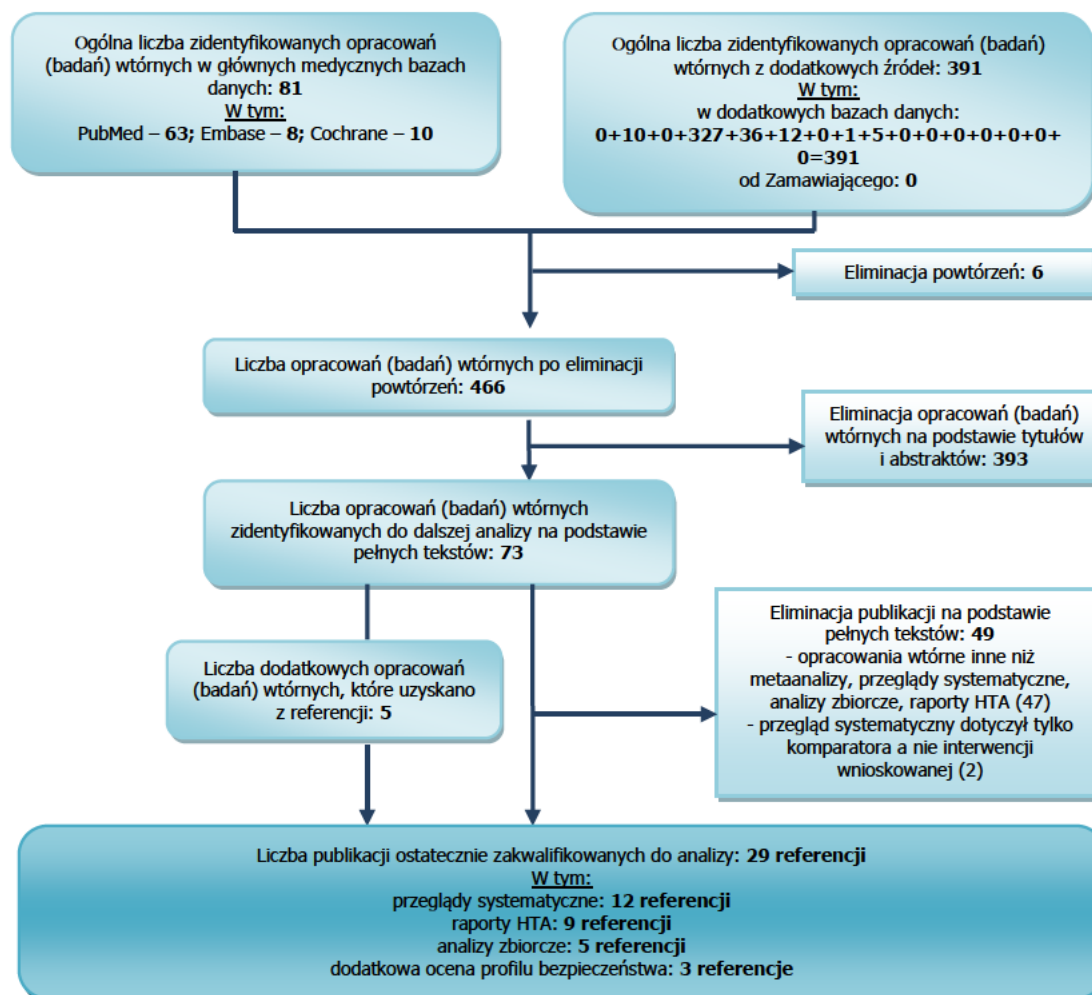 Ogólna liczba zidentyfikowanych opracowań
(badań) wtórnych w głównych medycznych bazach
danych: 81
W tym:
PubMed – 63; Embase – 8; Cochrane – 10
Ogólna liczba zidentyfikowanych opracowań (badań)
wtórnych z dodatkowych źródeł: 391
W tym:
w dodatkowych bazach danych:
0+10+0+327+36+12+0+1+5+0+0+0+0+0+0+
0=391
od Zamawiającego: 0
Eliminacja powtórzeń: 6
Liczba opracowań (badań) wtórnych po eliminacji
powtórzeń: 466
Eliminacja opracowań (badań)
wtórnych na podstawie tytułów
i abstraktów: 393
Liczba opracowań (badań) wtórnych
zidentyfikowanych do dalszej analizy na podstawie
pełnych tekstów: 73
Eliminacja publikacji na podstawie
pełnych tekstów: 49
- opracowania wtórne inne niż
metaanalizy, przeglądy systematyczne,
analizy zbiorcze, raporty HTA (47)
- przegląd systematyczny dotyczył tylko
komparatora a nie interwencji
wnioskowanej (2)
Liczba dodatkowych opracowań
(badań) wtórnych, które uzyskano
z referencji: 5
Liczba publikacji ostatecznie zakwalifikowanych do analizy: 29 referencji
W tym:
przeglądy systematyczne: 12 referencji
raporty HTA: 9 referencji
analizy zbiorcze: 5 referencji
dodatkowa ocena profilu bezpieczeństwa: 3 referencje